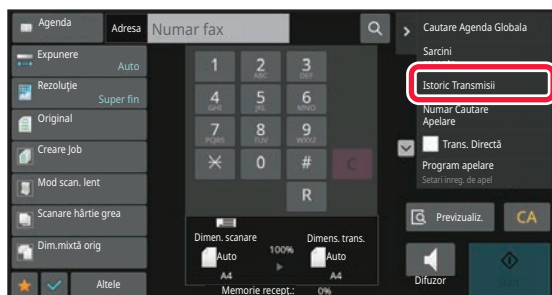 Agenda
Adresa
Numar fax
Cautare Agenda Globala
Expunere
Auto
Sarcini
Rezoluție
Super fin
Istoric Transmisii
Original
Numar Cautare
Apelare
Creare Job
Trans. Directă
Mod scan. lent
Program apelare
Setari inreg. de apel
Scanare hârtie grea
Dim.mixtă orig
Altele
1
2
ABC
3
DEF
4
GHI
5
JKL
6
MNO
7
PQRS
8
TUV
9
WXYZ
0
#
C
R
Dimen. scanare
100%
Dimens. trans.
Auto
Auto
A4
A4
Memorie recept.:
0%
Previzualiz.
CA
Difuzor
Start